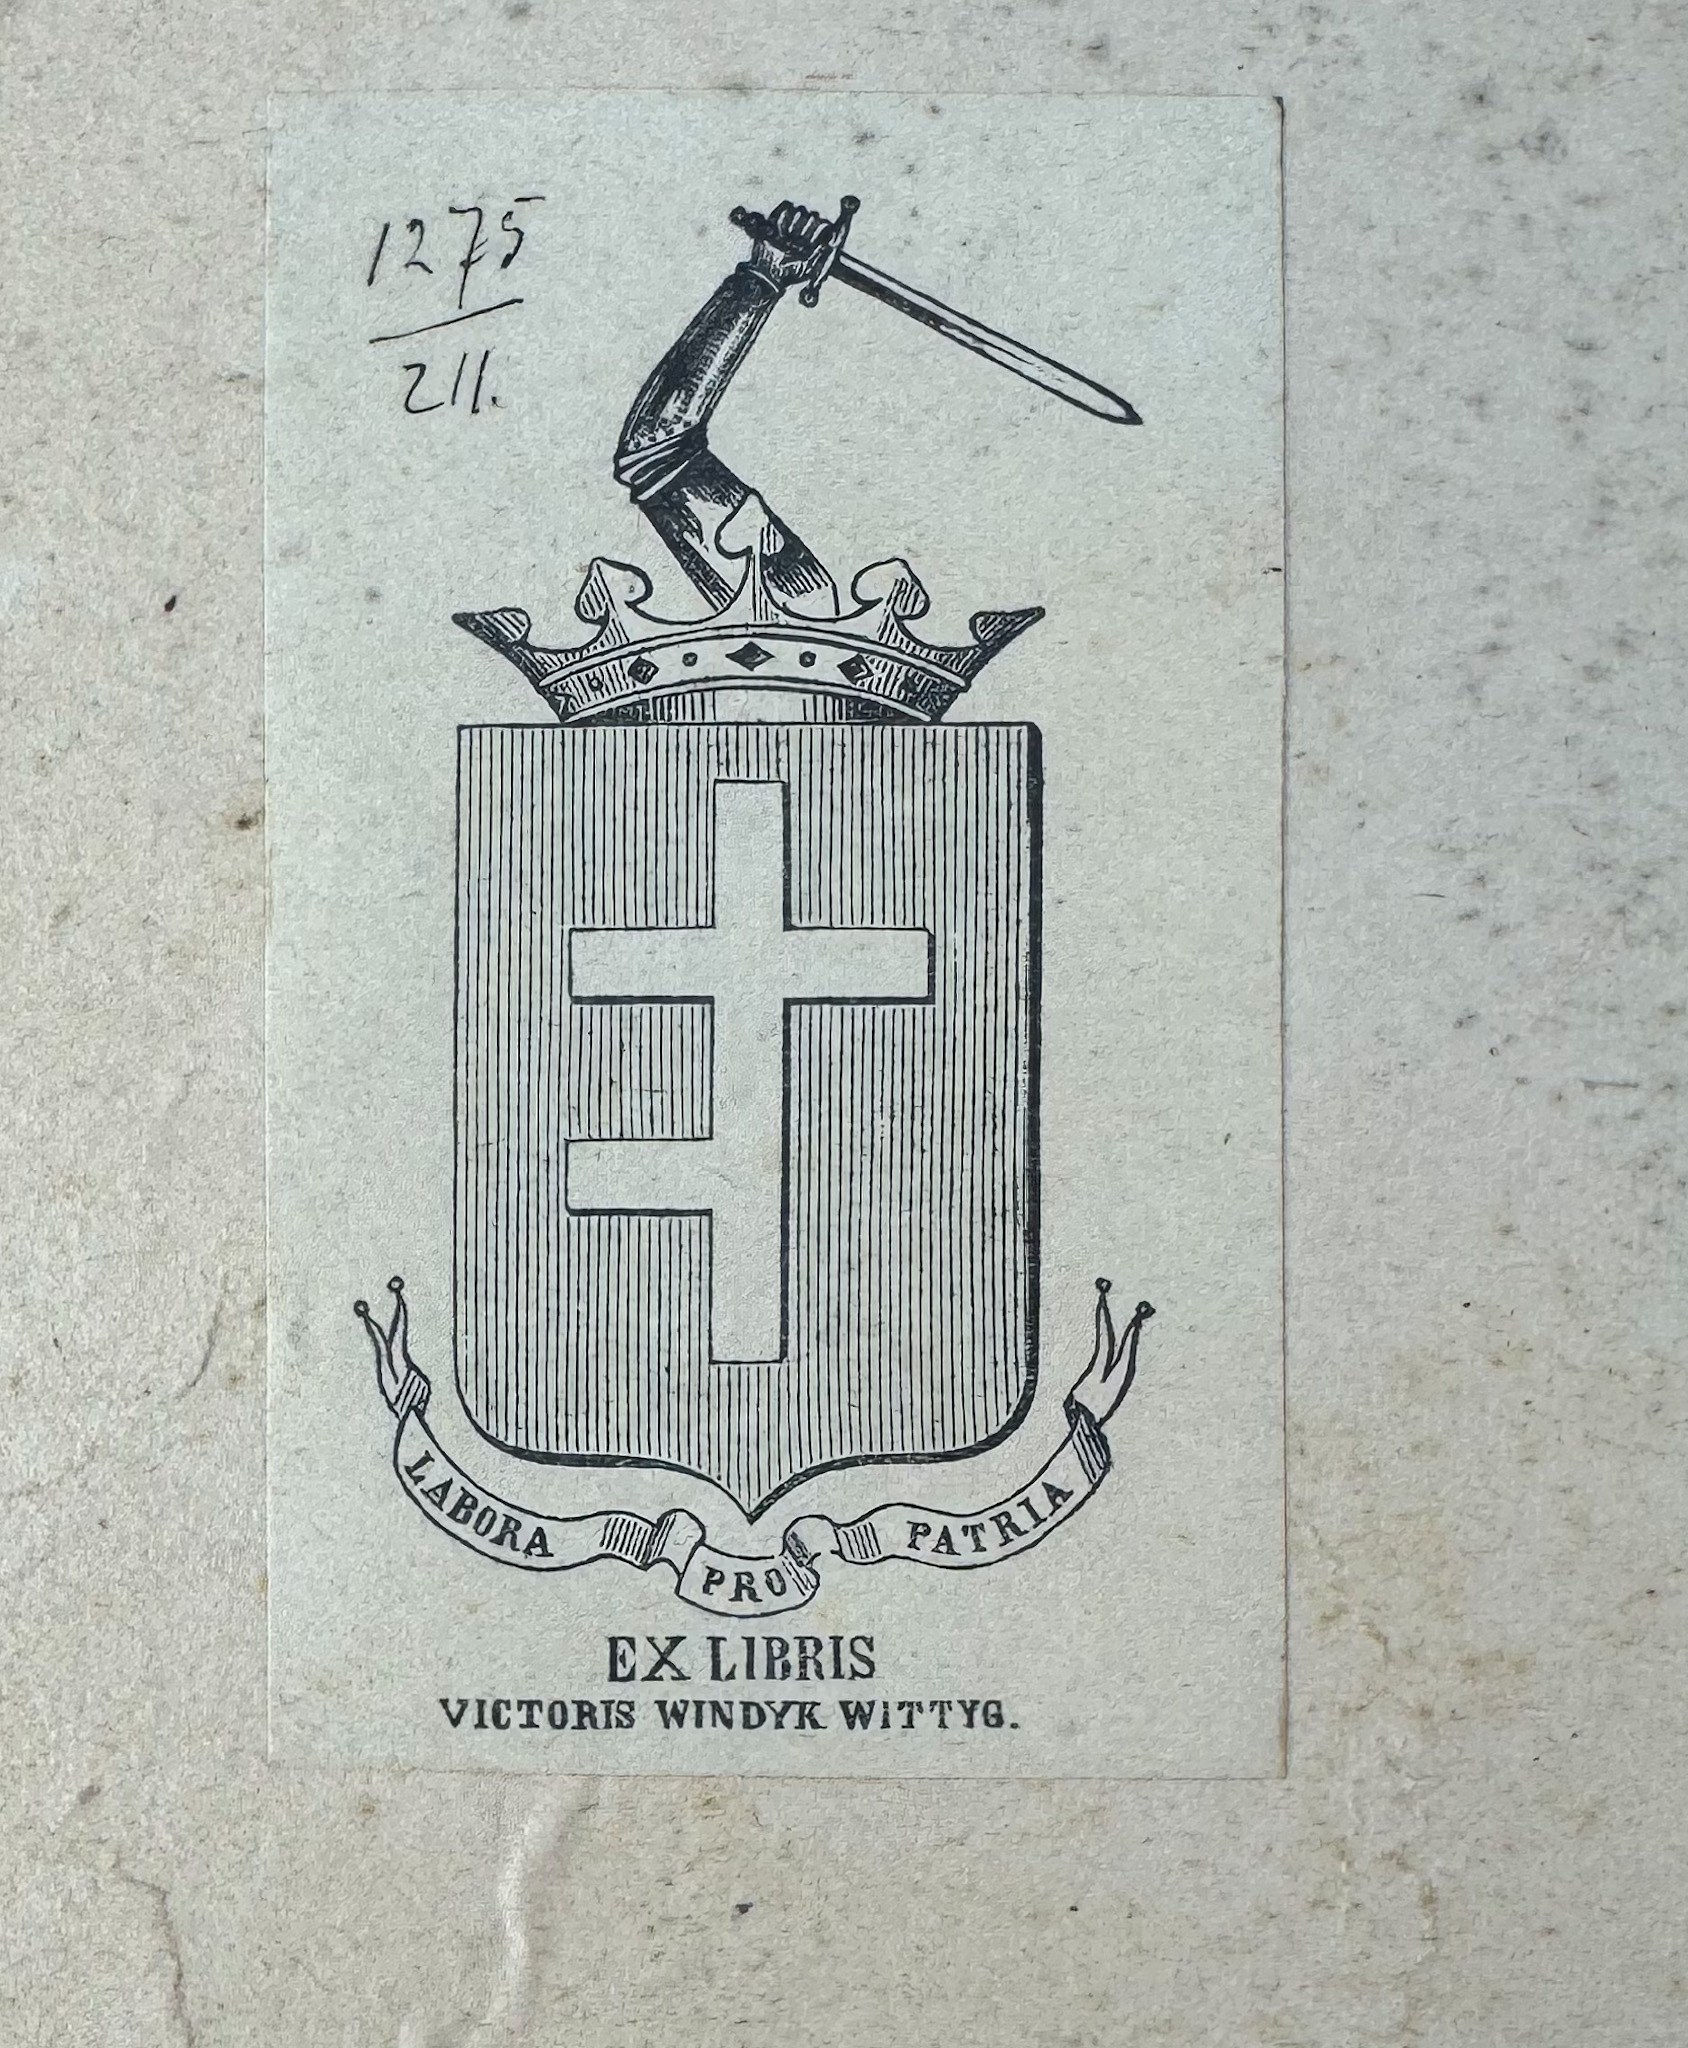 1275
211.
LABORA PRO PATRIA
EX LIBRIS
VICTORIS WINDYK WITTYG.